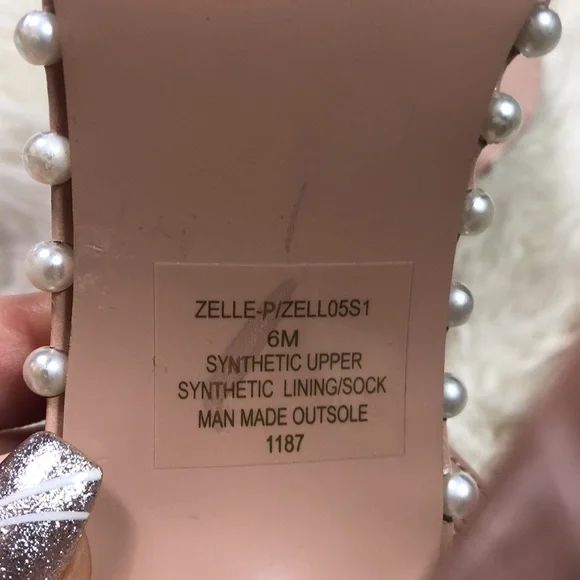 ZELLE-P/ZELL05S1
6M
SYNTHETIC UPPER
SYNTHETIC LINING/SOCK
MAN MADE OUTSOLE
1187